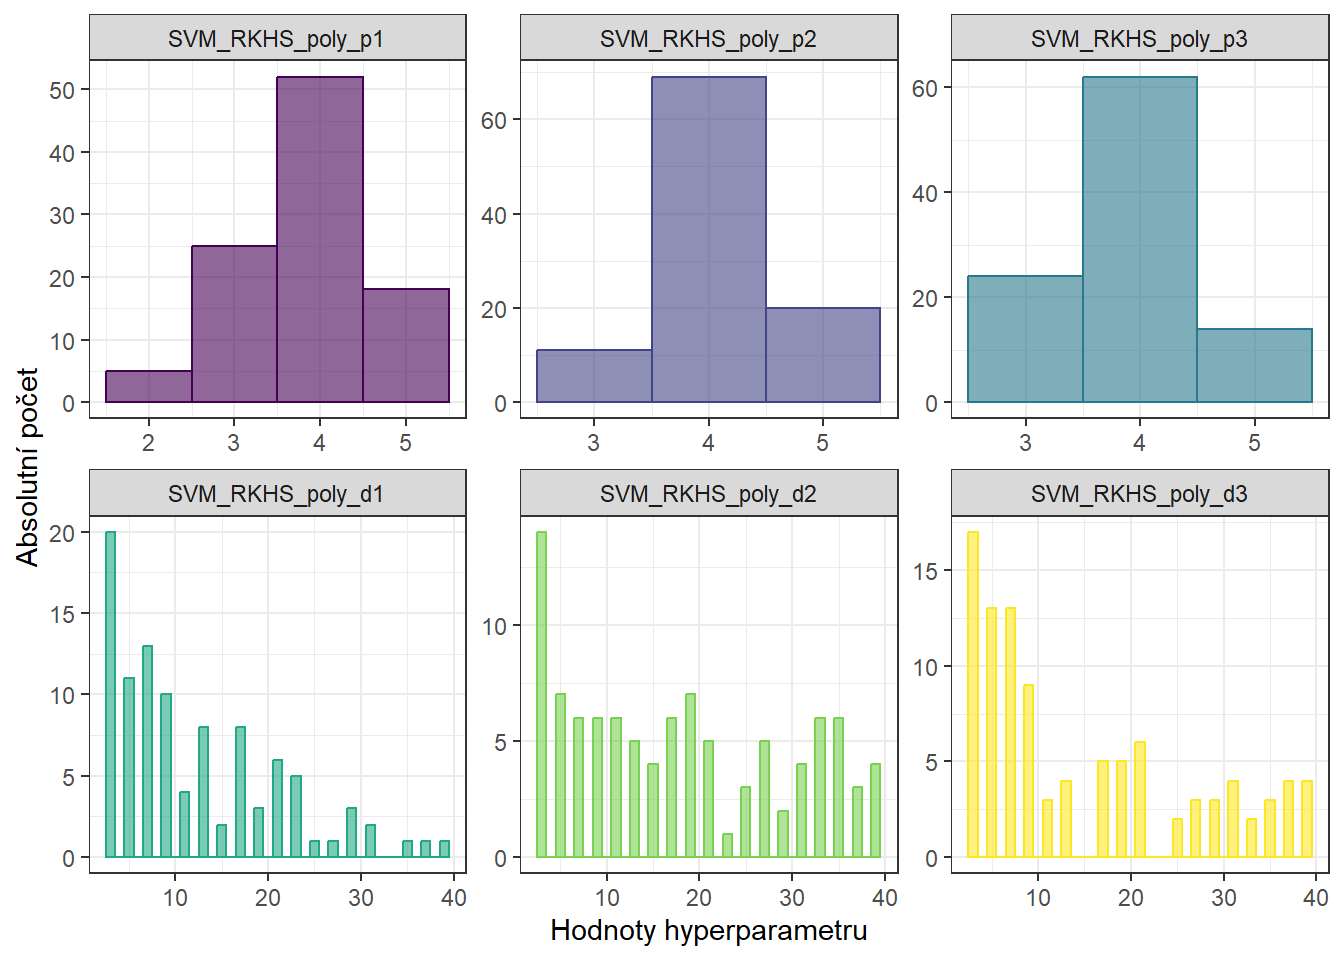 SVM_RKHS_poly_p1
SVM_RKHS_poly_p2
SVM_RKHS_poly_p3
50
40
30
20
10
0
60
40
20
0
60
40
20
0
2 3 4 5
3 4 5
3 4 5
SVM_RKHS_poly_d1
SVM_RKHS_poly_d2
SVM_RKHS_poly_d3
20
15
10
5
0
10
5
0
15
10
5
0
10 20 30 40
10 20 30 40
10 20 30 40
Absolutní počet
Hodnoty hyperparametru